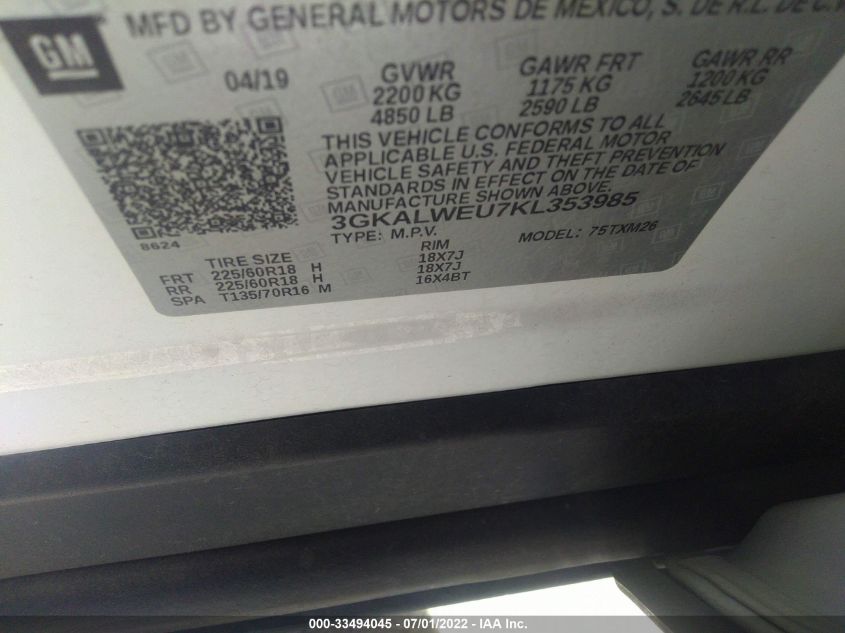 MFD BY GENERAL MOTORS DE MEXICO, S. DE R.L. DE C.V
GM
04/19
GVWR
2200 KG
4850 LB
GAWR FRT
1175 KG
2590 LB
GAWR RR
1200 KG
2645 LB
THIS VEHICLE CONFORMS TO ALL
APPLICABLE U.S. FEDERAL MOTOR
VEHICLE SAFETY AND THEFT PREVENTION
STANDARDS IN EFFECT ON THE DATE OF
MANUFACTURE SHOWN ABOVE.
3GKALWEU7KL353985
8624
TYPE: M.P.V.
MODEL: 75TXM26
TIRE SIZE RIM
FRT 225/60R18 H 18X7J
RR 225/60R18 H 18X7J
SPA T135/70R16 M 16X4BT
000-33494045 - 07/01/2022 - IAA Inc.